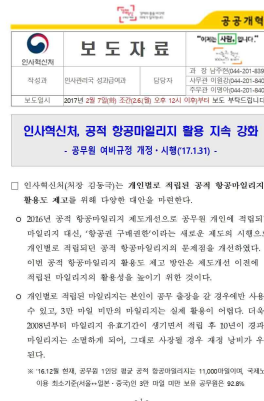 공공개혁
"이제는 사람, 입니다."
인사혁신처
보도자료
과 장 남주현(044-201-839
작성과
인사관리국 성과급여과
담당자
사무관 이원강(044-201-840
주무관 이명아(044-201-840
보도일시
2017년 2월 7일(화) 조간(2.6(월) 오후 12시 이후)부터 보도 부탁드립니다
인사혁신처, 공적 항공마일리지 활용 지속 강화
- 공무원 여비규정 개정‧시행('17.1.31) -
□ 인사혁신처(처장 김동극)는 개인별로 적립된 공적 항공마일리지
활용도 제고를 위해 다양한 대안을 마련한다.
ㅇ 2016년 공적 항공마일리지 제도개선으로 공무원 개인에 적립되
마일리지 대신, '항공권 구매권한'이라는 새로운 제도의 시행으
개인별로 적립되던 공적 항공마일리지의 문제점을 개선하였다.
이번 공적 항공마일리지 활용도 제고 방안은 제도개선 이전에
적립된 마일리지의 활용성을 높이기 위한 것이다.
ㅇ 개인별로 적립된 마일리지는 본인이 공무 출장을 갈 경우에만 사용
수 있고, 3만 마일 미만의 마일리지는 실제 활용이 어렵다. 더욱
2008년부터 마일리지 유효기간이 생기면서 적립 후 10년이 경과
마일리지는 소멸하게 되어, 그대로 사장될 경우 재정 낭비가 우
된다.
※ '16.12월 현재, 공무원 1인당 평균 공적 항공마일리지는 11,000마일이며, 국제노
이용 최소기준(서울↔일본‧중국)인 3만 마일 미만 보유 공무원은 92.8%
- 1 -